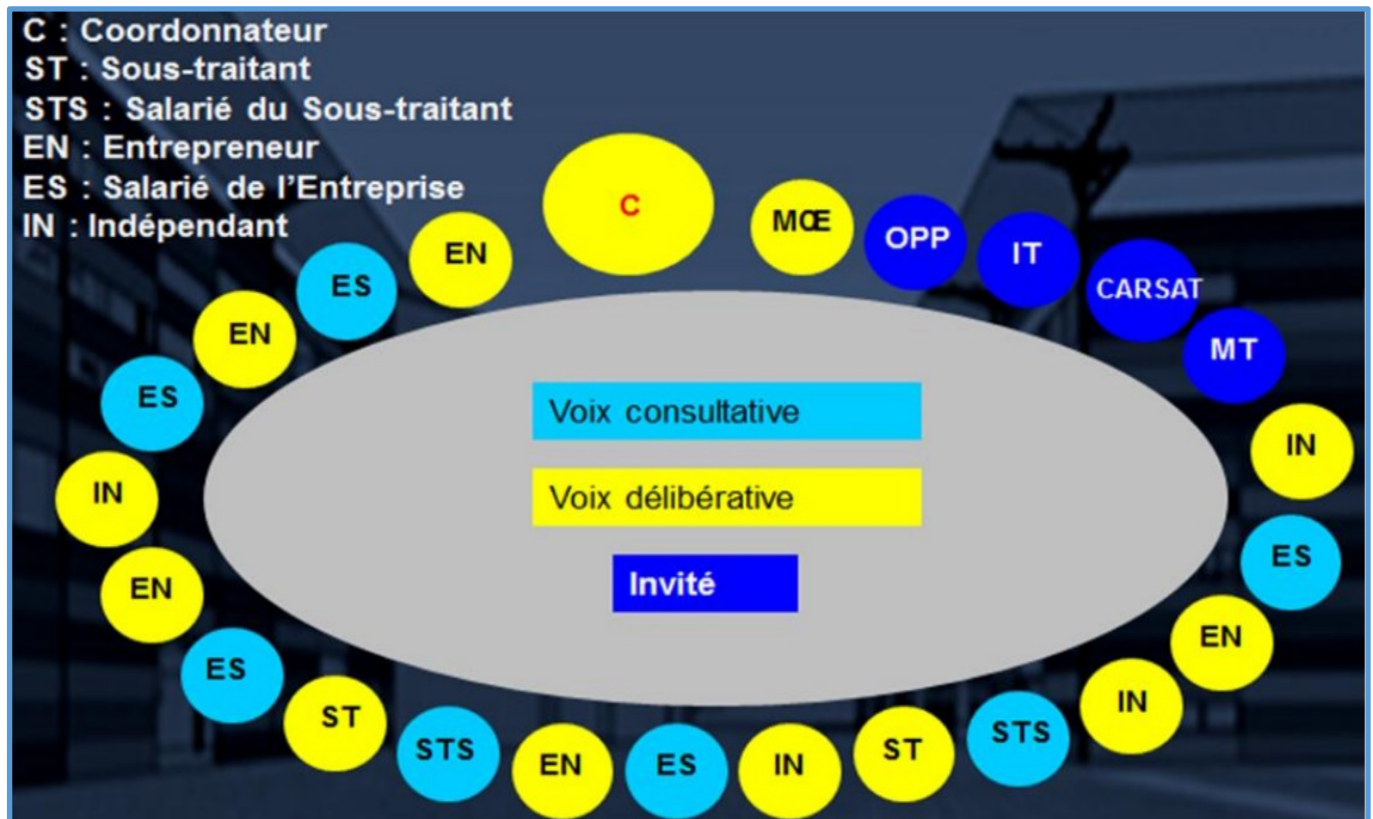 C : Coordonnateur
ST : Sous-traitant
STS : Salarié du Sous-traitant
EN : Entrepreneur
ES : Salarié de l'Entreprise
IN : Indépendant
C
MŒ
OPP
IT
CARSAT
MT
IN
ES
EN
IN
STS
ST
IN
ES
EN
STS
ST
ES
EN
IN
ES
EN
ES
EN
Voix consultative
Voix délibérative
Invité